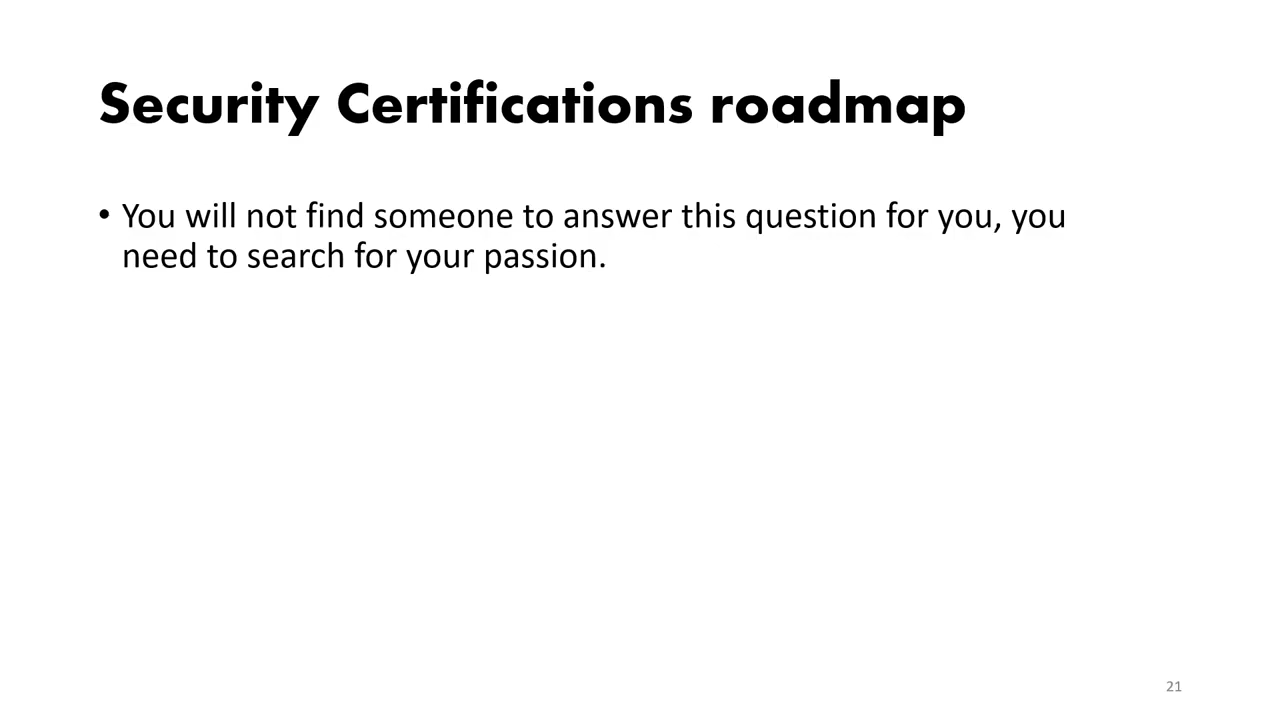 Security Certifications roadmap
• You will not find someone to answer this question for you, you
need to search for your passion.
21